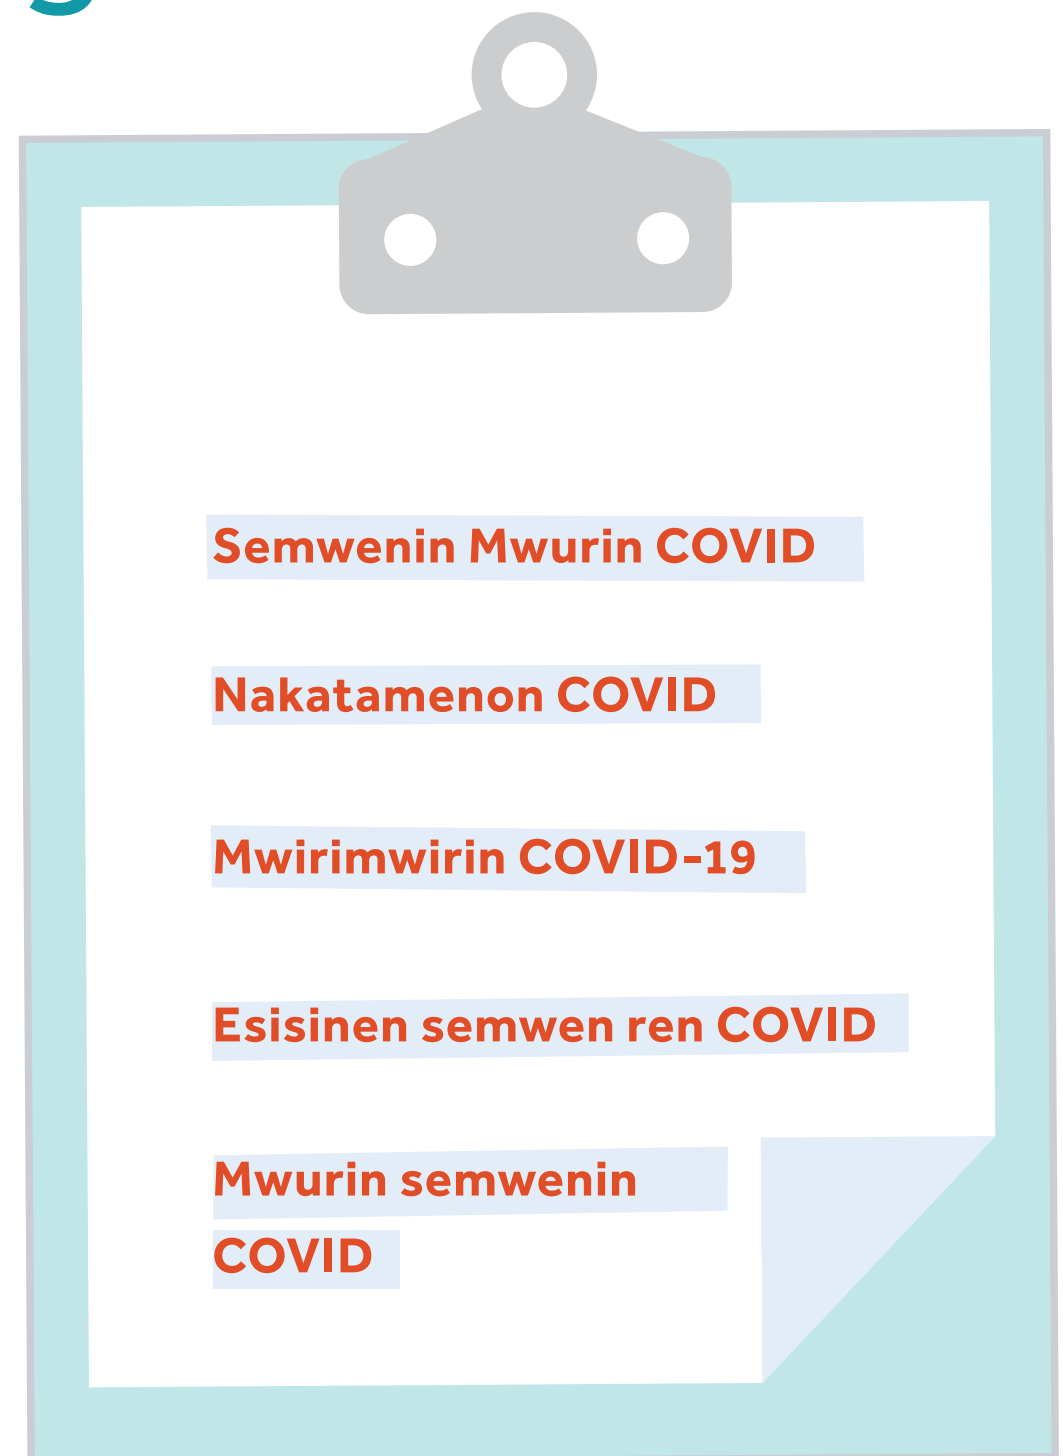 Semwenin Mwurin COVID
Nakatamenon COVID
Mwirimwirin COVID-19
Esisinen semwen ren COVID
Mwurin semwenin
COVID